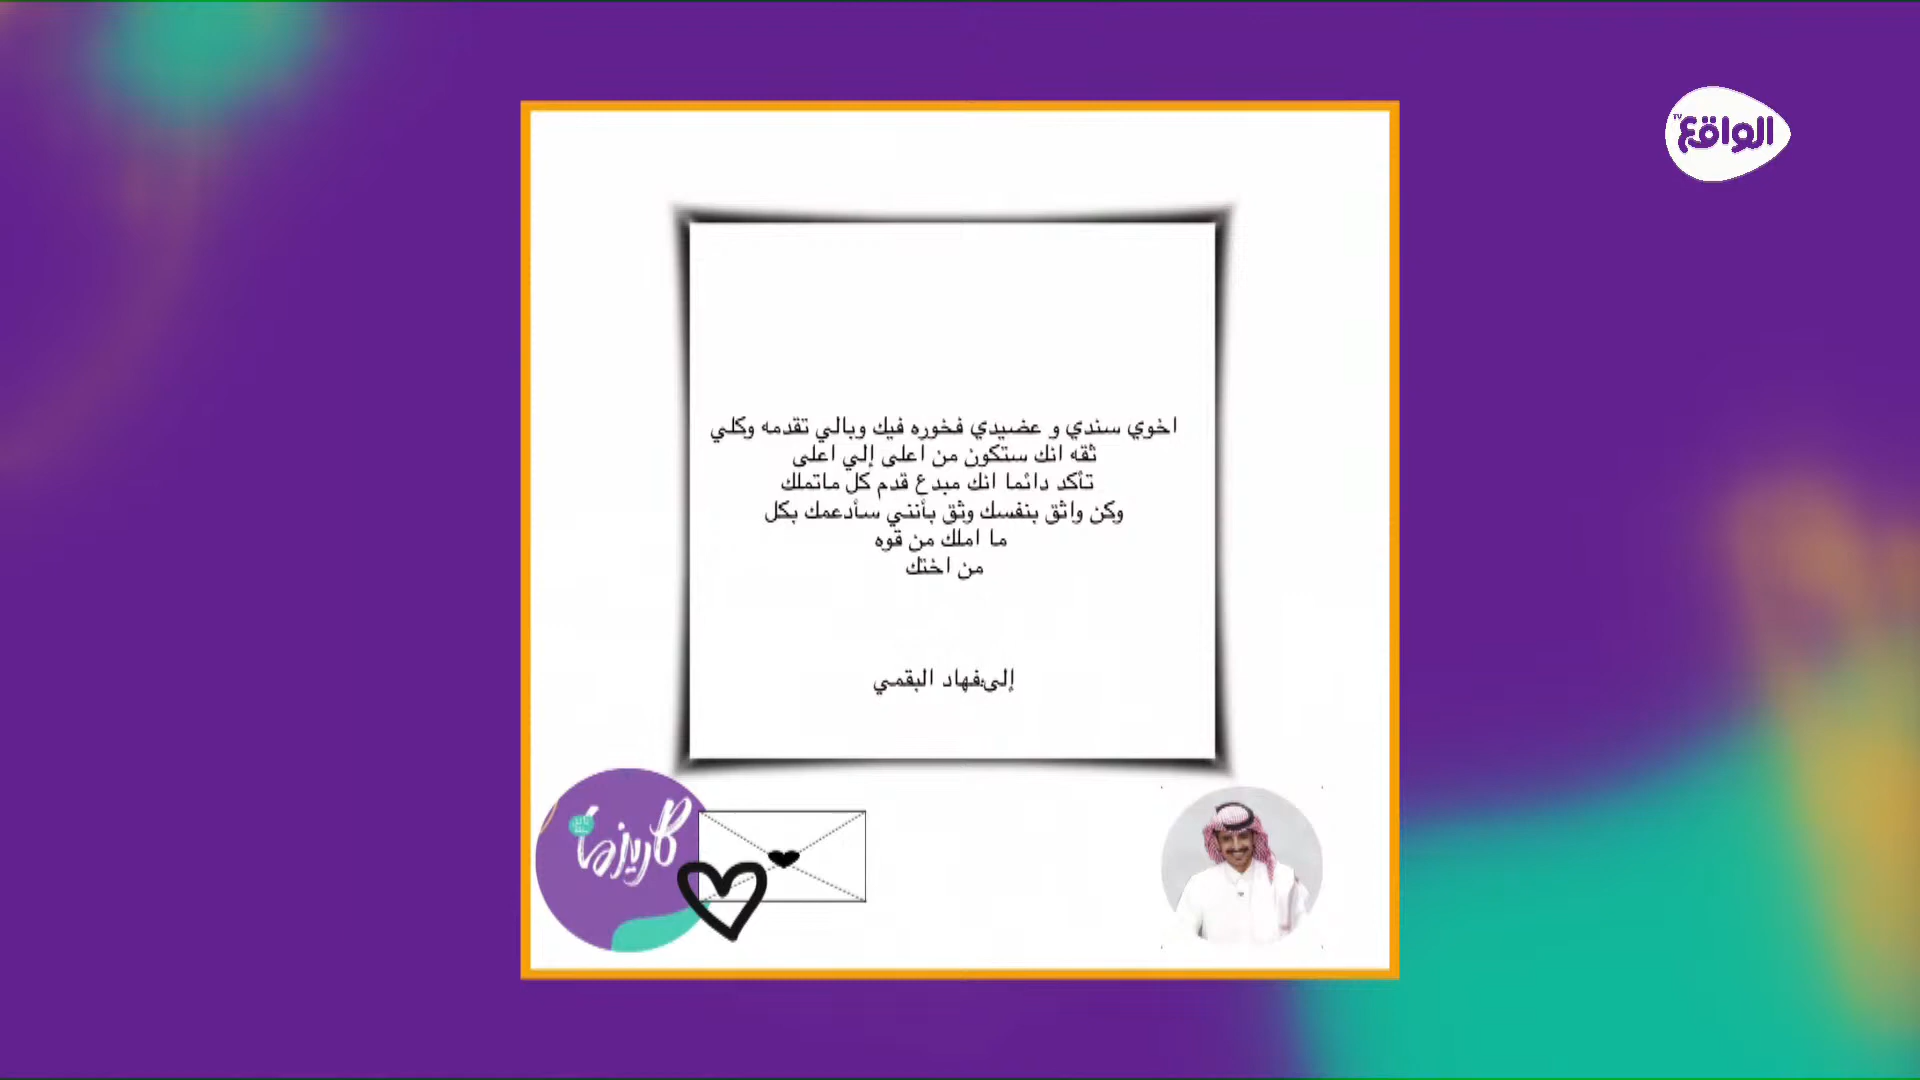 الواقع TV
اخوي سندي و عضيدي فخوره فيك وبالي تقدمه وكلي
ثقه انك ستكون من اعلى إلي اعلى
تأكد دائما انك مبدع قدم كل ماتملك
وكن واثق بنفسك وثق بأنني سأدعمك بكل
ما املك من قوه
من اختك
إلى؛فهاد البقمي
كاريزما